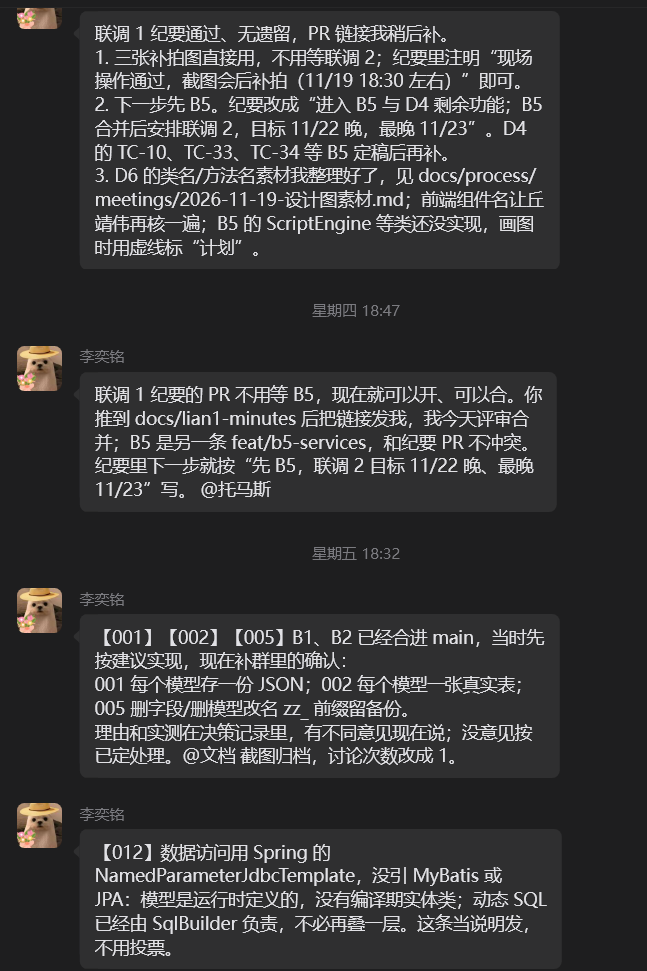 联调 1 纪要通过、无遗留，PR 链接我稍后补。
1. 三张补拍图直接用，不用等联调 2；纪要里注明“现场
操作通过，截图会后补拍（11/19 18:30 左右）”即可。
2. 下一步先 B5。纪要改成“进入 B5 与 D4 剩余功能；B5
合并后安排联调 2，目标 11/22 晚，最晚 11/23”。D4
的 TC-10、TC-33、TC-34 等 B5 定稿后再补。
3. D6 的类名/方法名素材我整理好了，见 docs/process/
meetings/2026-11-19-设计图素材.md；前端组件名让丘
靖伟再核一遍；B5 的 ScriptEngine 等类还没实现，画图
时用虚线标“计划”。
星期四 18:47
李奕铭
联调 1 纪要的 PR 不用等 B5，现在就可以开、可以合。你
推到 docs/lian1-minutes 后把链接发我，我今天评审合
并；B5 是另一条 feat/b5-services，和纪要 PR 不冲突。
纪要里下一步就按“先 B5，联调 2 目标 11/22 晚、最晚
11/23”写。 @托马斯
星期五 18:32
李奕铭
【001】【002】【005】B1、B2 已经合进 main，当时先
按建议实现，现在补群里的确认：
001 每个模型存一份 JSON；002 每个模型一张真实表；
005 删字段/删模型改名 zz_ 前缀留备份。
理由和实测在决策记录里，有不同意见现在说；没意见按
已定处理。@文档 截图归档，讨论次数改成 1。
李奕铭
【012】数据访问用 Spring 的
NamedParameterJdbcTemplate，没引 MyBatis 或
JPA：模型是运行时定义的，没有编译期实体类；动态 SQL
已经由 SqlBuilder 负责，不必再叠一层。这条当说明发，
不用投票。